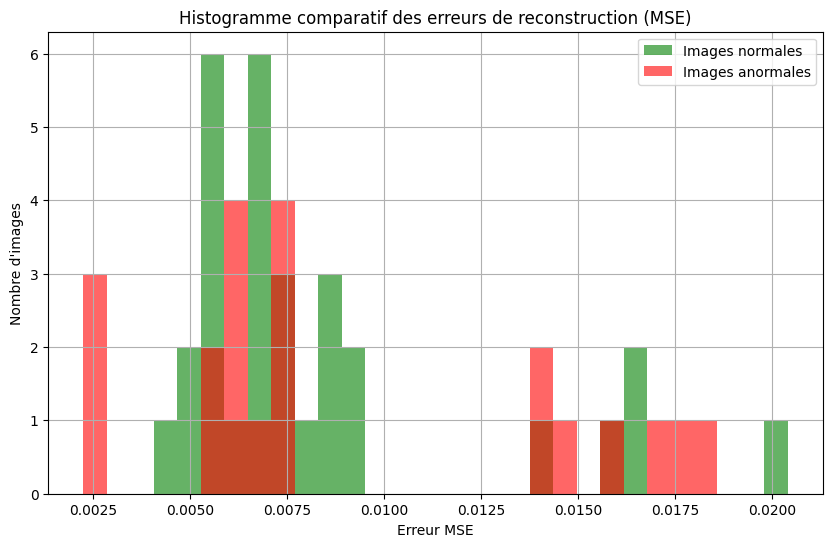 Histogramme comparatif des erreurs de reconstruction (MSE)
Images normales
Images anormales
Nombre d'images
6
5
4
3
2
1
0
0.0025 0.0050 0.0075 0.0100 0.0125 0.0150 0.0175 0.0200
Erreur MSE